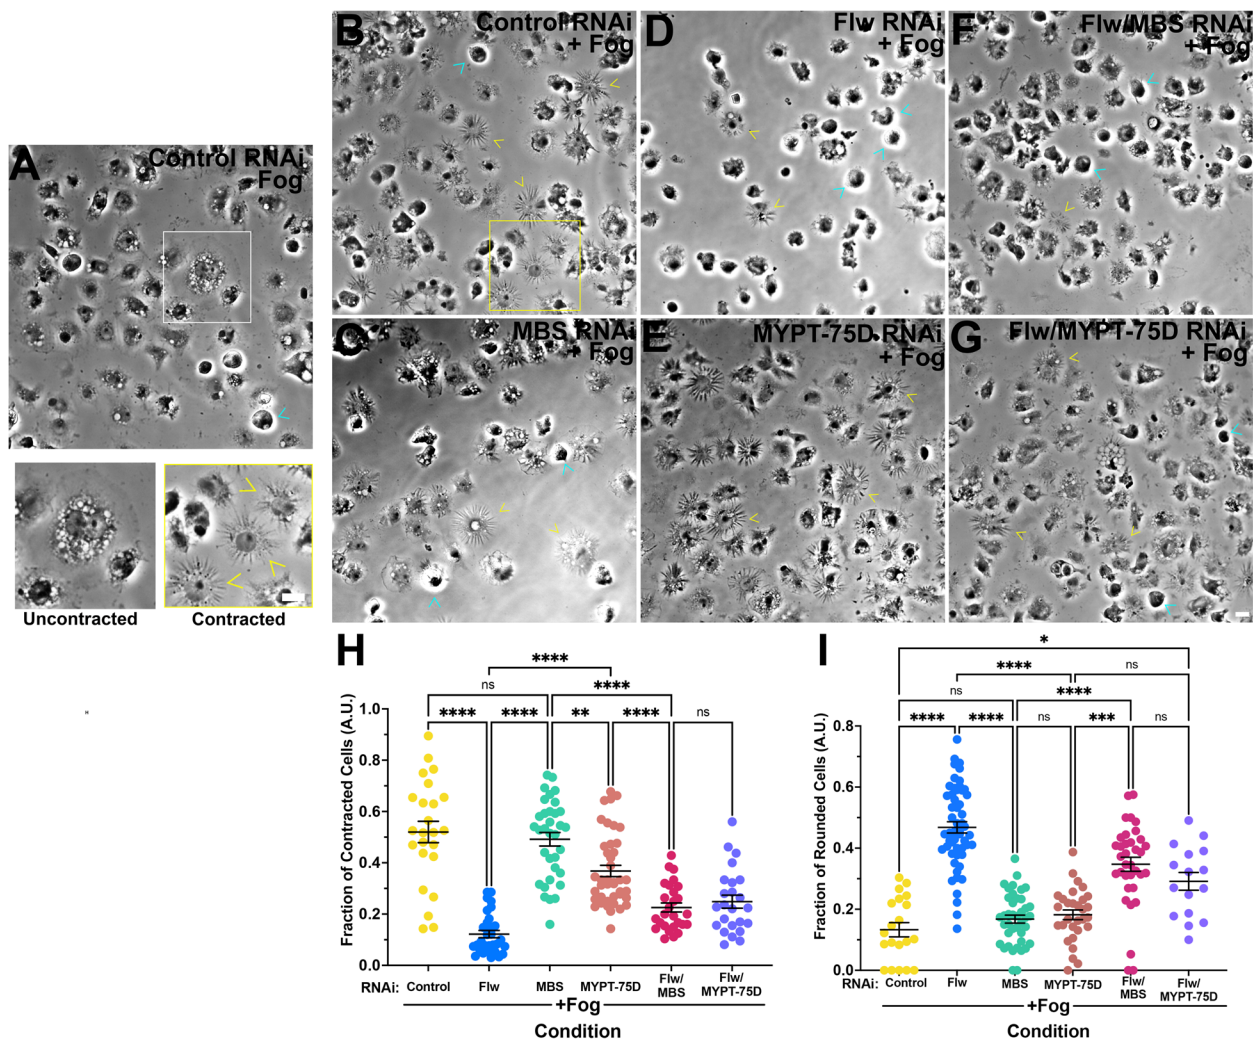 A
Control RNAi
Fog
Uncontracted
Contracted
B
Control RNAi
+ Fog
D
Flw RNAi
+ Fog
F
Flw/MBS RNAi
+ Fog
C
MBS RNAi
+ Fog
E
MYPT-75D RNAi
+ Fog
G
Flw/MYPT-75D RNAi
+ Fog
H
****
ns
****
****
****
**
****
ns
Fraction of Contracted Cells (A.U.)
1.0
0.8
0.6
0.4
0.2
0.0
RNAi:
Control
Flw
MBS
MYPT-75D
Flw/
MBS
Flw/
MYPT-75D
+Fog
Condition
I
*
****
ns
ns
****
****
****
ns
***
ns
Fraction of Rounded Cells (A.U.)
0.8
0.6
0.4
0.2
0.0
RNAi:
Control
Flw
MBS
MYPT-75D
Flw/
MBS
Flw/
MYPT-75D
+Fog
Condition